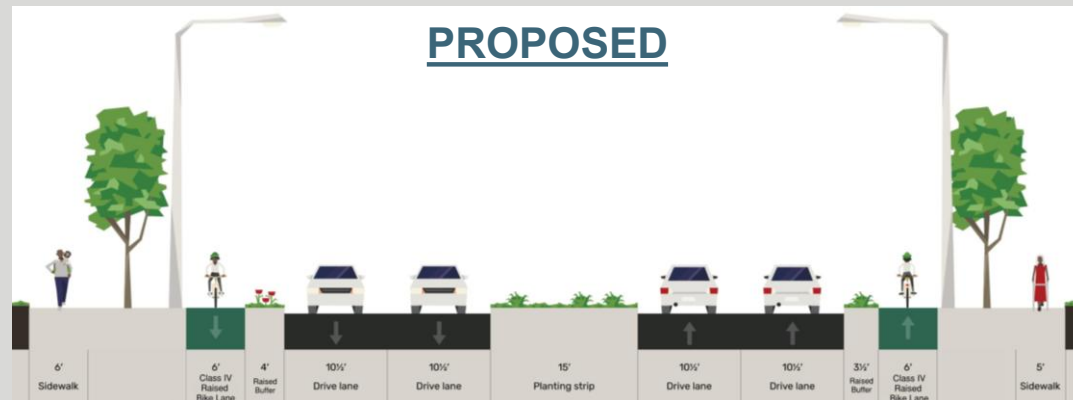 PROPOSED
6'
Sidewalk
6'
Class IV
Raised
Bike Lane
4'
Raised
Buffer
10½'
Drive lane
10½'
Drive lane
15'
Planting strip
10½'
Drive lane
10½'
Drive lane
3½'
Raised
Buffer
6'
Class IV
Raised
Bike Lane
5'
Sidewalk